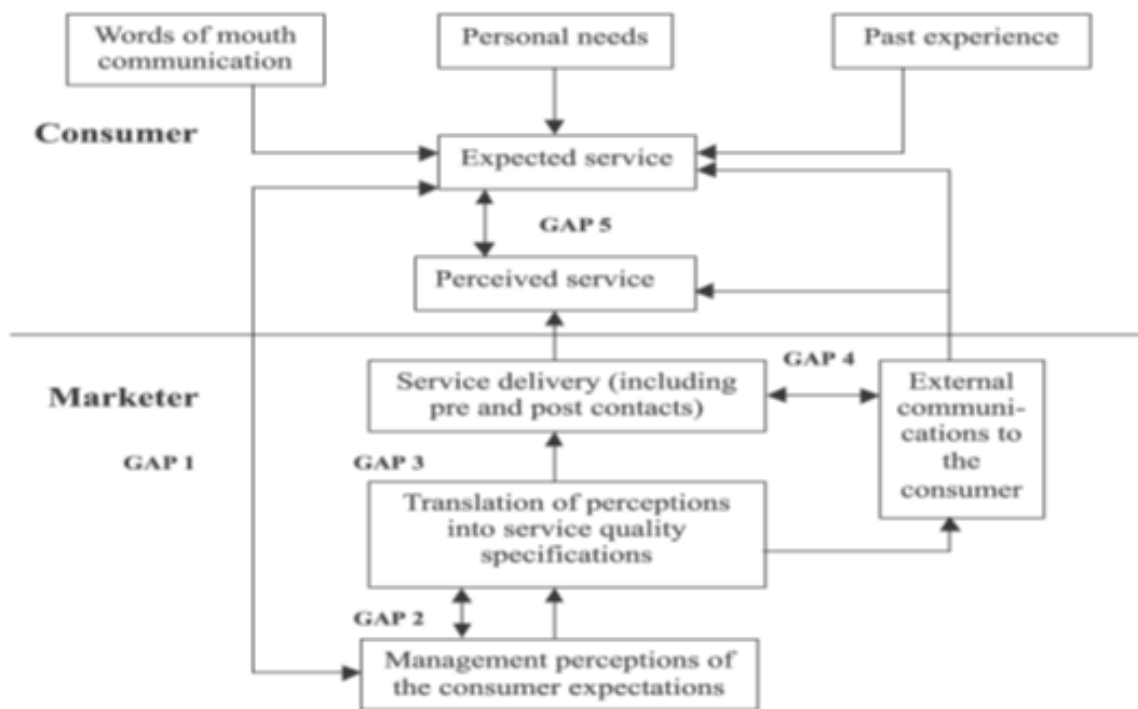 Words of mouth
communication
Personal needs
Past experience
Consumer
Expected service
GAP 5
Perceived service
Marketer
Service delivery (including
pre and post contacts)
GAP 4
External
communi-
cations to
the
consumer
GAP 1
GAP 3
Translation of perceptions
into service quality
specifications
GAP 2
Management perceptions of
the consumer expectations